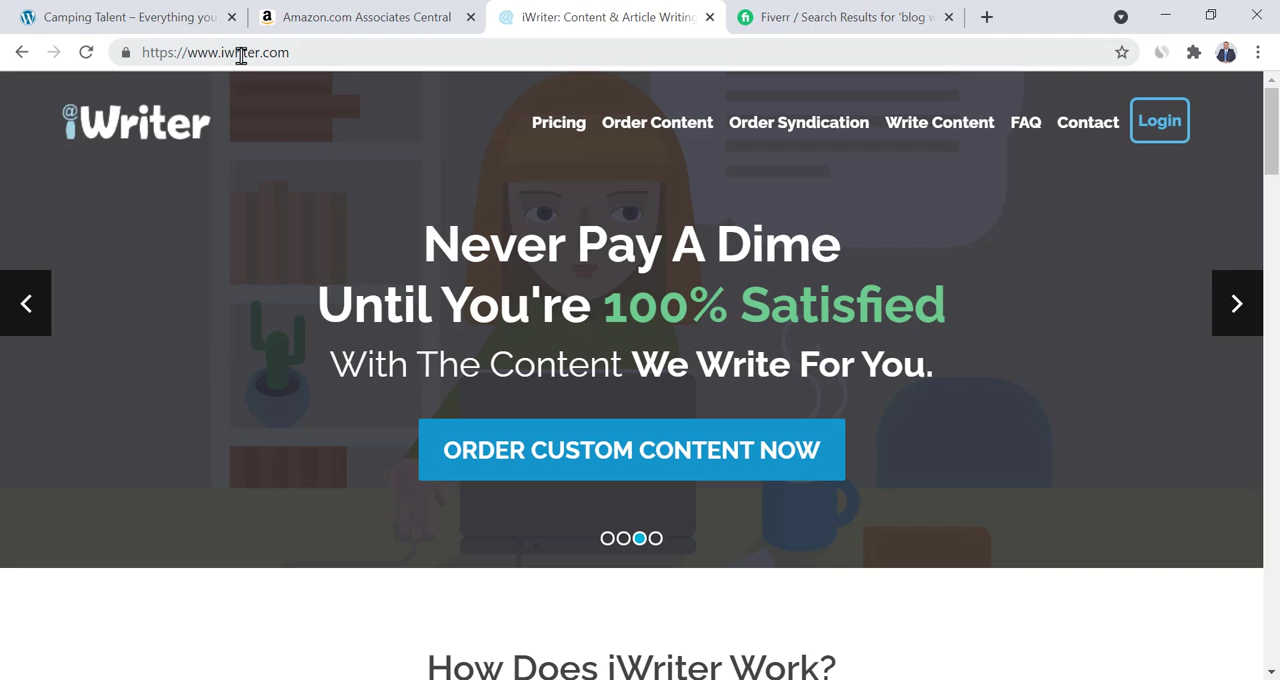 Camping Talent – Everything you
Amazon.com Associates Central
iWriter: Content & Article Writing
Fiverr / Search Results for 'blog w
https://www.iwriter.com
@iWriter
Pricing
Order Content
Order Syndication
Write Content
FAQ
Contact
Login
Never Pay A Dime
Until You're 100% Satisfied
With The Content We Write For You.
ORDER CUSTOM CONTENT NOW
How Does iWriter Work?